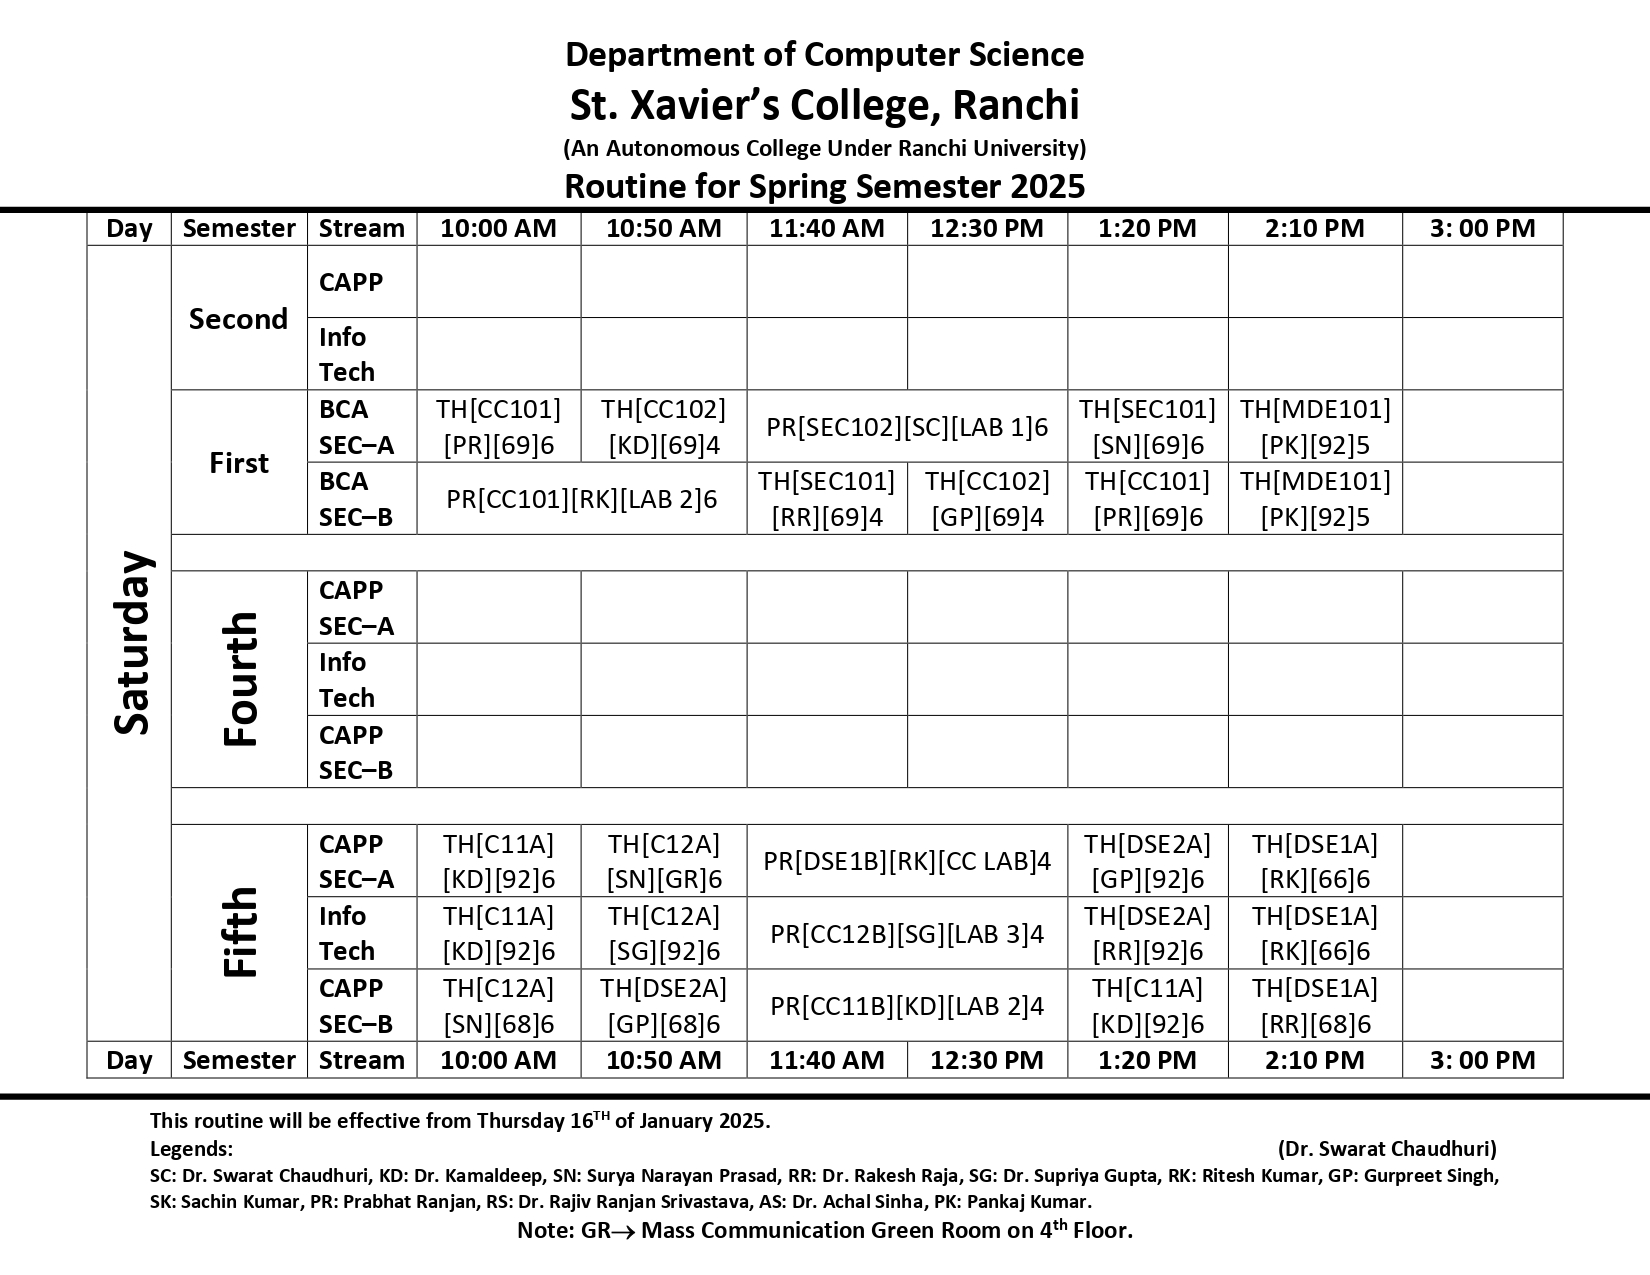 Department of Computer Science
St. Xavier’s College, Ranchi
(An Autonomous College Under Ranchi University)
Routine for Spring Semester 2025
Day Semester Stream 10:00 AM 10:50 AM 11:40 AM 12:30 PM 1:20 PM 2:10 PM 3: 00 PM
Saturday
Second
CAPP
Info
Tech
First
BCA TH[CC101] TH[CC102] PR[SEC102][SC][LAB 1]6 TH[SEC101] TH[MDE101]
SEC–A [PR][69]6 [KD][69]4 [SN][69]6 [PK][92]5
BCA PR[CC101][RK][LAB 2]6 TH[SEC101] TH[CC102] TH[CC101] TH[MDE101]
SEC–B [RR][69]4 [GP][69]4 [PR][69]6 [PK][92]5
Fourth
CAPP
SEC–A
Info
Tech
CAPP
SEC–B
Fifth
CAPP TH[C11A] TH[C12A] PR[DSE1B][RK][CC LAB]4 TH[DSE2A] TH[DSE1A]
SEC–A [KD][92]6 [SN][GR]6 [GP][92]6 [RK][66]6
Info TH[C11A] TH[C12A] PR[CC12B][SG][LAB 3]4 TH[DSE2A] TH[DSE1A]
Tech [KD][92]6 [SG][92]6 [RR][92]6 [RK][66]6
CAPP TH[C12A] TH[DSE2A] PR[CC11B][KD][LAB 2]4 TH[C11A] TH[DSE1A]
SEC–B [SN][68]6 [GP][68]6 [KD][92]6 [RR][68]6
Day Semester Stream 10:00 AM 10:50 AM 11:40 AM 12:30 PM 1:20 PM 2:10 PM 3: 00 PM
This routine will be effective from Thursday 16TH of January 2025.
Legends: (Dr. Swarat Chaudhuri)
SC: Dr. Swarat Chaudhuri, KD: Dr. Kamaldeep, SN: Surya Narayan Prasad, RR: Dr. Rakesh Raja, SG: Dr. Supriya Gupta, RK: Ritesh Kumar, GP: Gurpreet Singh,
SK: Sachin Kumar, PR: Prabhat Ranjan, RS: Dr. Rajiv Ranjan Srivastava, AS: Dr. Achal Sinha, PK: Pankaj Kumar.
Note: GR→ Mass Communication Green Room on 4th Floor.